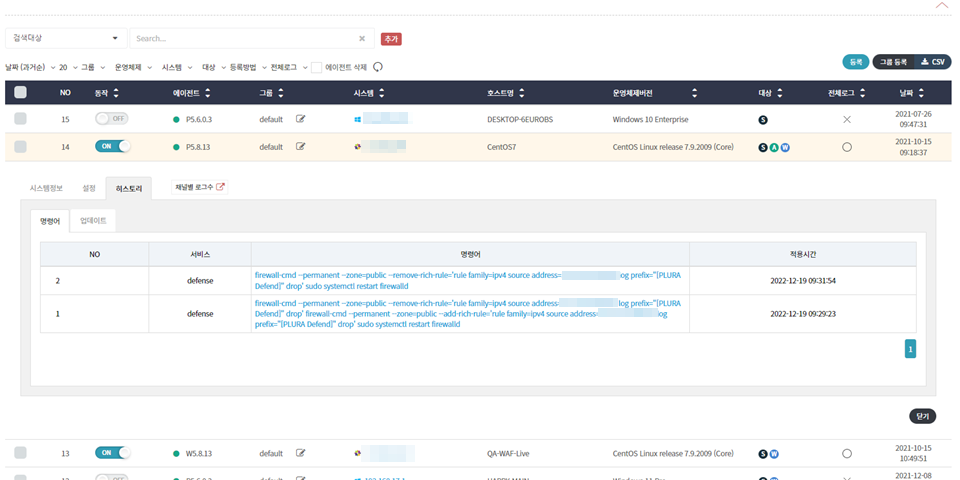 검색대상 Search... 추가
날짜 (과거순) 20 그룹 운영체제 시스템 대상 등록방법 전체로그 에이전트 삭제 등록 그룹 등록 CSV
NO 동작 에이전트 그룹 시스템 호스트명 운영체제버전 대상 전체로그 날짜
15 OFF P5.6.0.3 default DESKTOP-6EUROBS Windows 10 Enterprise S 2021-07-26
09:47:31
14 ON P5.8.13 default CentOS7 CentOS Linux release 7.9.2009 (Core) S A W 2021-10-15
09:18:37
시스템정보 설정 히스토리 채널별 로그수
명령어 업데이트
NO 서비스 명령어 적용시간
2 defense firewall-cmd --permanent --zone=public --remove-rich-rule='rule family=ipv4 source address= log prefix="[PLURA
Defend]" drop' sudo systemctl restart firewalld 2022-12-19 09:31:54
1 defense firewall-cmd --permanent --zone=public --remove-rich-rule='rule family=ipv4 source address= log prefix="[PLURA
Defend]" drop' firewall-cmd --permanent --zone=public --add-rich-rule='rule family=ipv4 source address= log
prefix="[PLURA Defend]" drop' sudo systemctl restart firewalld 2022-12-19 09:29:23
1
닫기
13 ON W5.8.13 default QA-WAF-Live CentOS Linux release 7.9.2009 (Core) S W 2021-10-15
10:49:51
2021-12-08